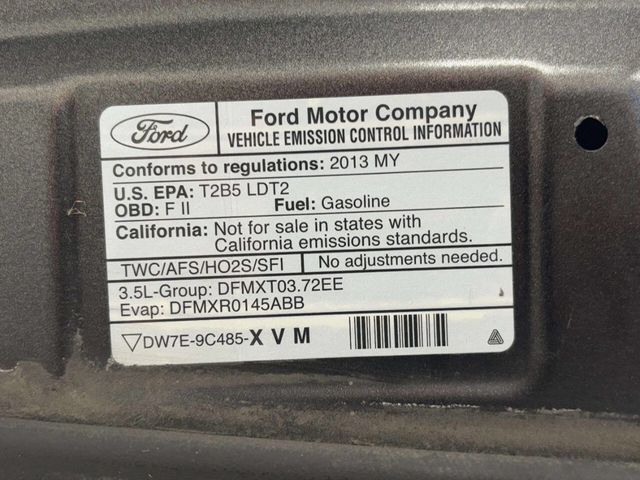 Ford
Ford Motor Company
VEHICLE EMISSION CONTROL INFORMATION
Conforms to regulations: 2013 MY
U.S. EPA: T2B5 LDT2
OBD: F II Fuel: Gasoline
California: Not for sale in states with
California emissions standards.
TWC/AFS/HO2S/SFI No adjustments needed.
3.5L-Group: DFMXT03.72EE
Evap: DFMXR0145ABB
▽DW7E-9C485-X V M